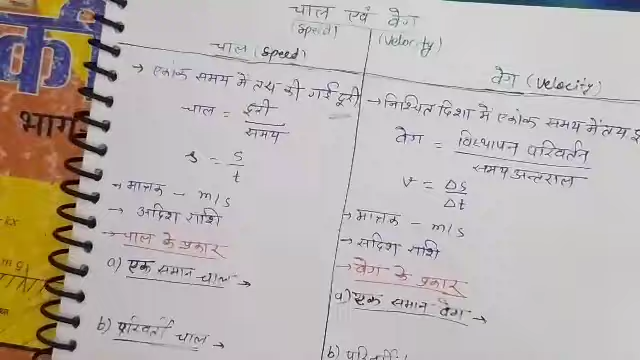 चाल एवं वेग
(Speed)
(Velocity)
चाल (Speed)
→ एकांक समय में तय की गई दूरी
चाल = दूरी
समय
s = s
t
→ मात्रक - m/s
→ अदिश राशि
→ चाल के प्रकार
a) एक समान चाल →
b) परिवर्ती चाल →
वेग (Velocity)
→ निश्चित दिशा में एकांक समय में तय
वेग = विस्थापन परिवर्तन
समय अन्तराल
V = Δs
Δt
→ मात्रक - m/s
→ सदिश राशि
→ वेग के प्रकार
a) एक समान वेग →
b)
भाग